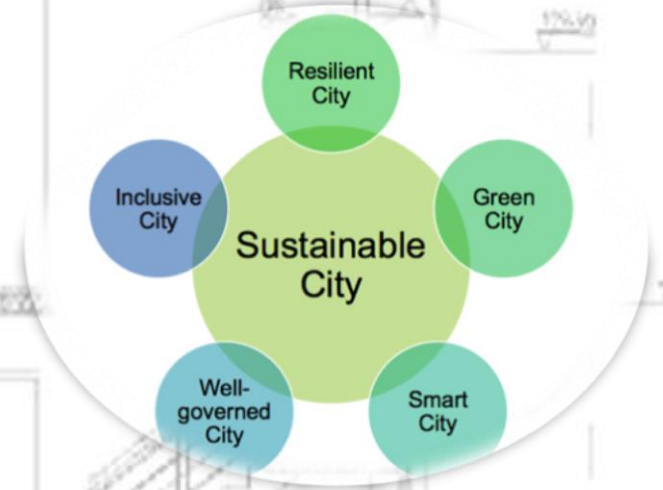 Resilient
City
Inclusive
City
Green
City
Sustainable
City
Well-
governed
City
Smart
City